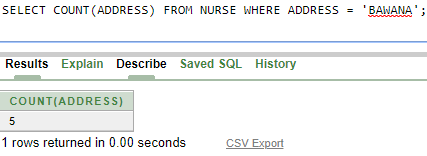 SELECT COUNT(ADDRESS) FROM NURSE WHERE ADDRESS = 'BAWANA';
Results Explain Describe Saved SQL History
COUNT(ADDRESS)
5
1 rows returned in 0.00 seconds CSV Export